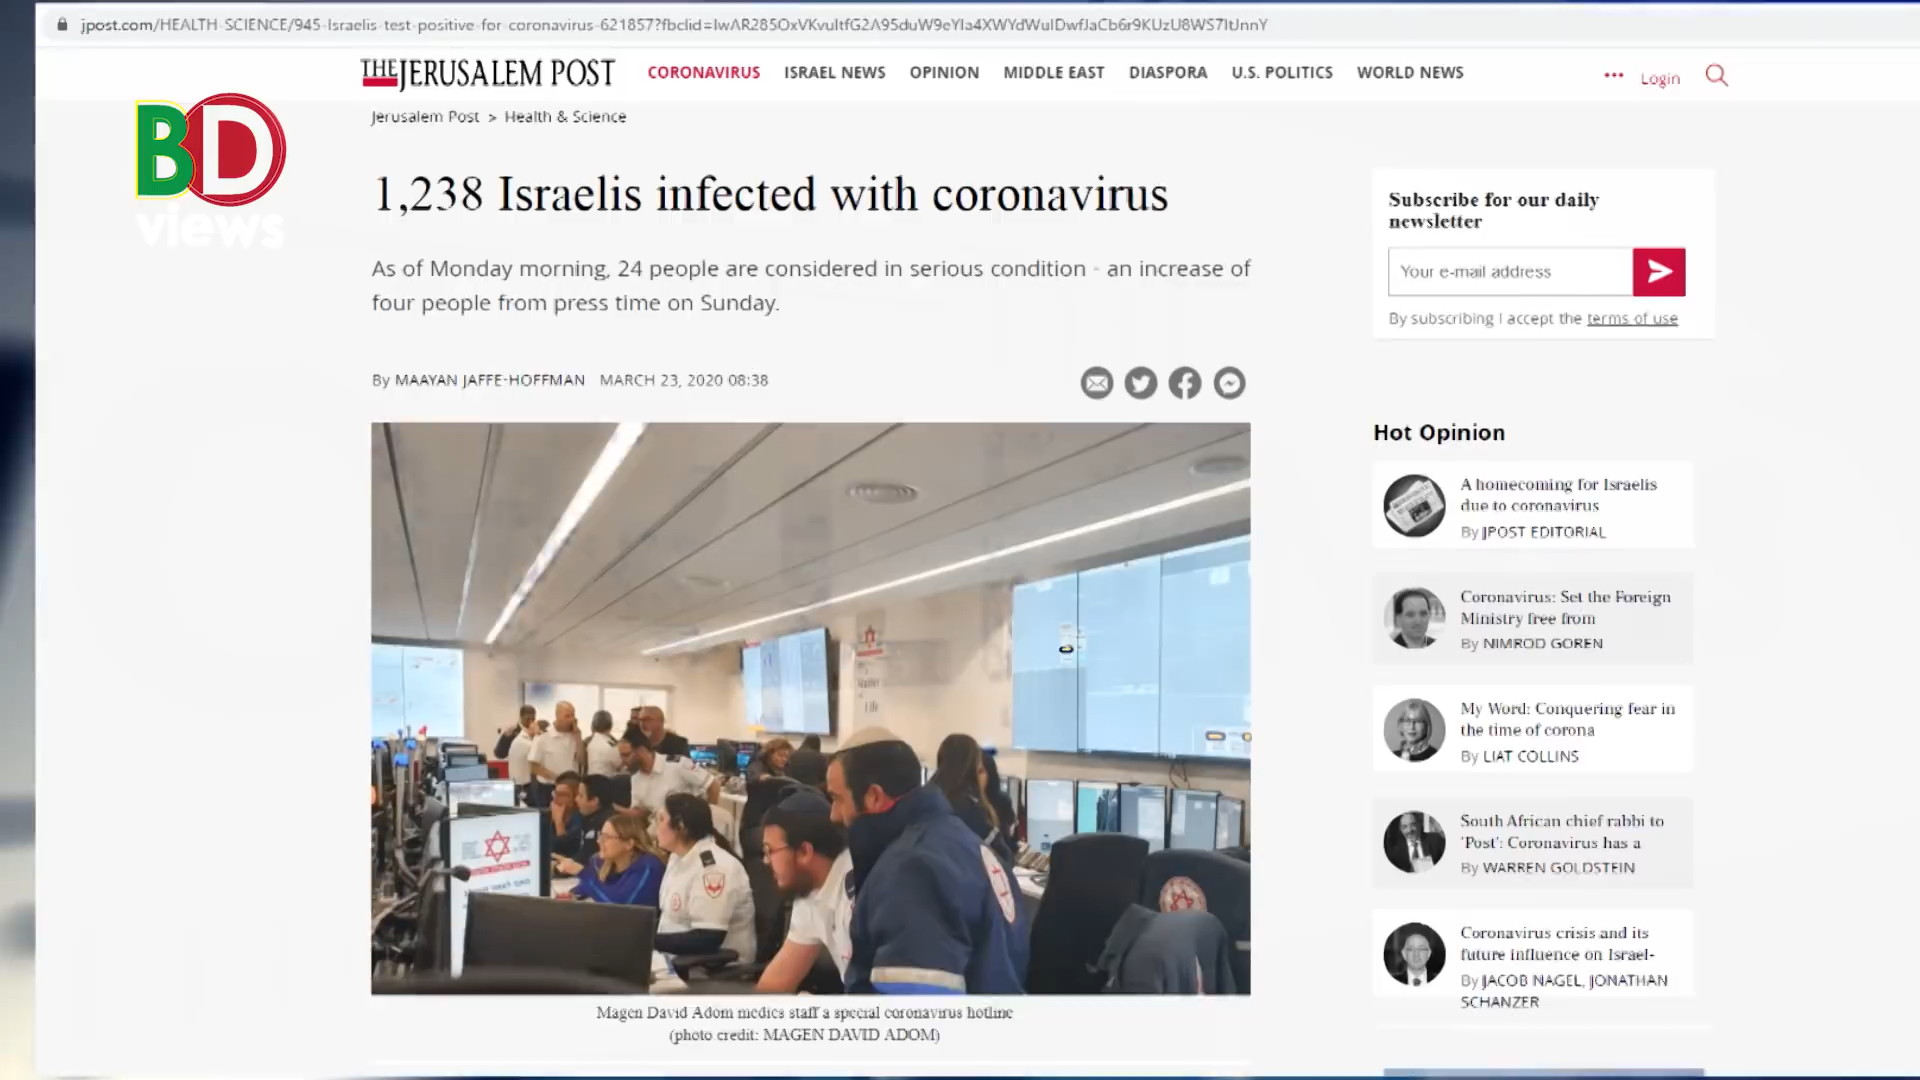 jpost.com/HEALTH-SCIENCE/945-Israelis-test-positive-for-coronavirus-621857?fbclid=IwAR285OxVKvultfG2A95duW9eYIa4XWYdWulDwfJaCb6r9KUzU8WS7ltJnnY
THE JERUSALEM POST
CORONAVIRUS ISRAEL NEWS OPINION MIDDLE EAST DIASPORA U.S. POLITICS WORLD NEWS
Login
BD
views
Jerusalem Post > Health & Science
1,238 Israelis infected with coronavirus
As of Monday morning, 24 people are considered in serious condition - an increase of
four people from press time on Sunday.
By MAAYAN JAFFE-HOFFMAN MARCH 23, 2020 08:38
Magen David Adom medics staff a special coronavirus hotline
(photo credit: MAGEN DAVID ADOM)
Subscribe for our daily
newsletter
Your e-mail address
By subscribing I accept the terms of use
Hot Opinion
A homecoming for Israelis
due to coronavirus
By JPOST EDITORIAL
Coronavirus: Set the Foreign
Ministry free from
By NIMROD GOREN
My Word: Conquering fear in
the time of corona
By LIAT COLLINS
South African chief rabbi to
'Post': Coronavirus has a
By WARREN GOLDSTEIN
Coronavirus crisis and its
future influence on Israel-
By JACOB NAGEL, JONATHAN
SCHANZER